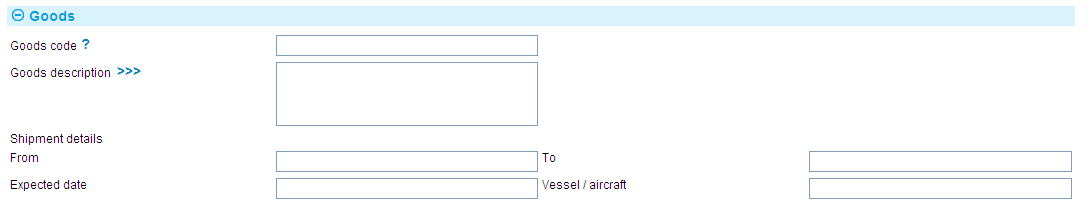 Goods
Goods code ?
Goods description >>>
Shipment details
From To
Expected date Vessel / aircraft